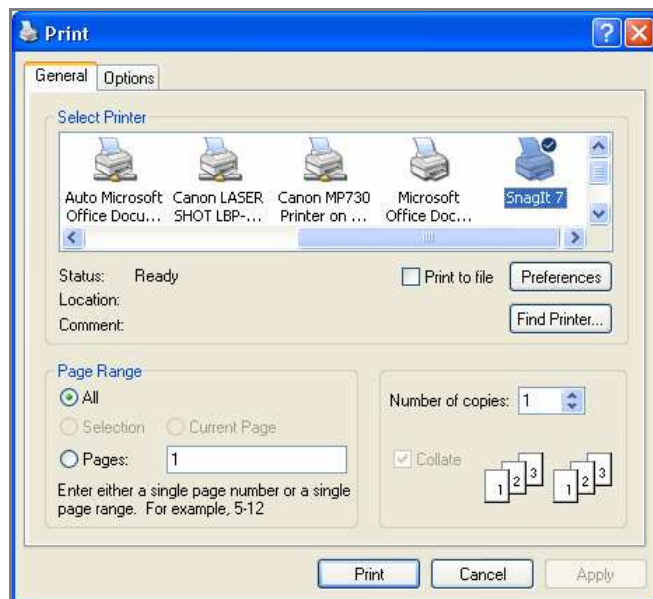 Print
General Options
Select Printer
Auto Microsoft Office Docu...
Canon LASER SHOT LBP-...
Canon MP730 Printer on ...
Microsoft Office Doc...
SnagIt 7
Status: Ready
Print to file
Preferences
Location:
Comment:
Find Printer...
Page Range
All
Selection Current Page
Pages: 1
Enter either a single page number or a single
page range. For example, 5-12
Number of copies: 1
Collate
1 2 3 1 2 3
Print Cancel Apply